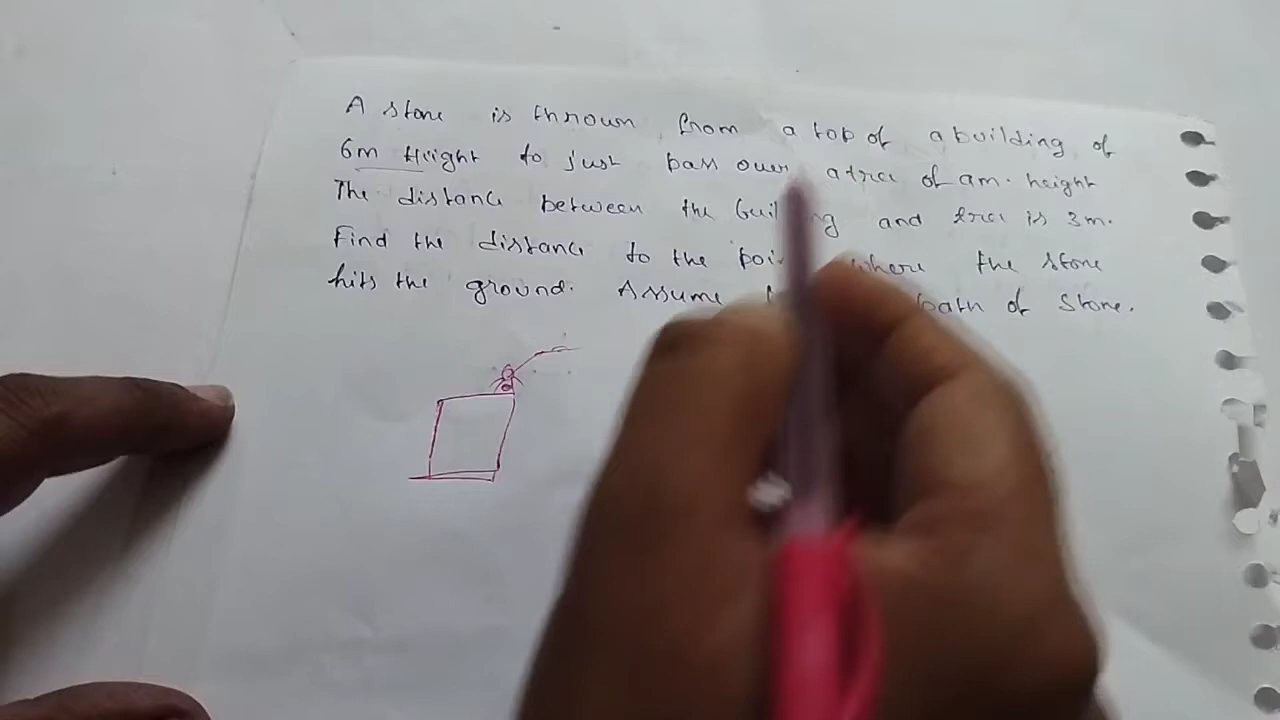 A stone is thrown from a top of a building of
6m Height to just pass over a tree of 9m. height
The distance between the and tree is 3m.
Find the distance to the where the stone
hits the ground. Assume path of stone.